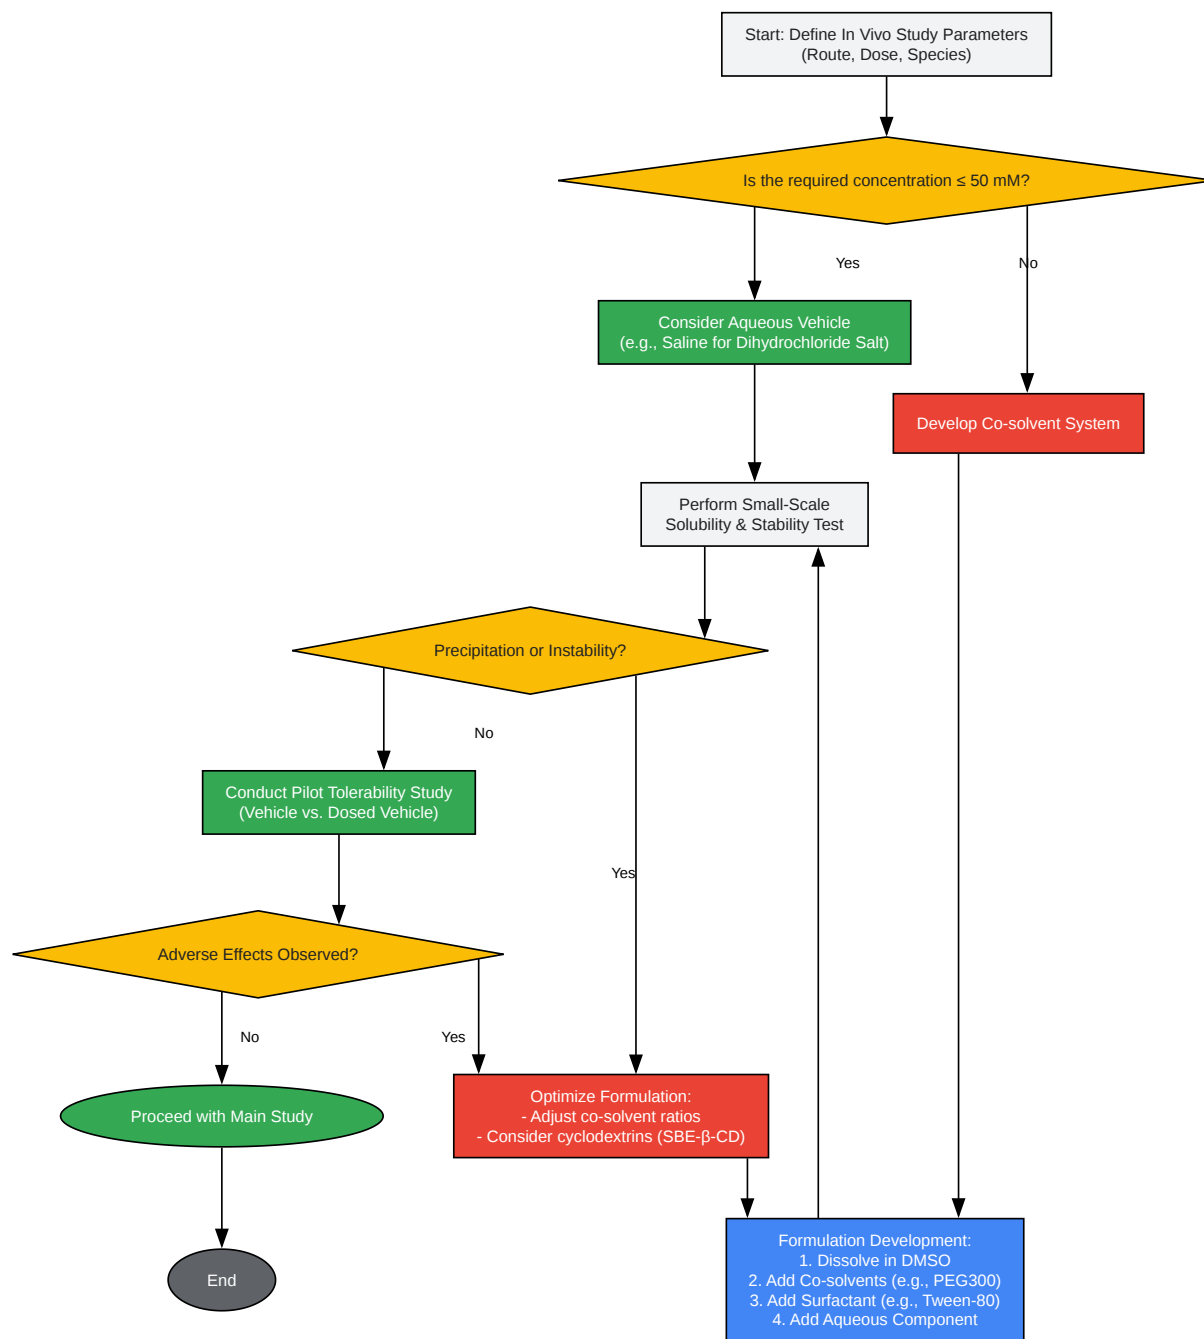 Start: Define In Vivo Study Parameters
(Route, Dose, Species)
Is the required concentration ≤ 50 mM?
Yes
No
Consider Aqueous Vehicle
(e.g., Saline for Dihydrochloride Salt)
Develop Co-solvent System
Perform Small-Scale
Solubility & Stability Test
Precipitation or Instability?
No
Conduct Pilot Tolerability Study
(Vehicle vs. Dosed Vehicle)
Yes
Adverse Effects Observed?
No
Yes
Optimize Formulation:
- Adjust co-solvent ratios
- Consider cyclodextrins (SBE-β-CD)
Proceed with Main Study
Formulation Development:
1. Dissolve in DMSO
2. Add Co-solvents (e.g., PEG300)
3. Add Surfactant (e.g., Tween-80)
4. Add Aqueous Component
End